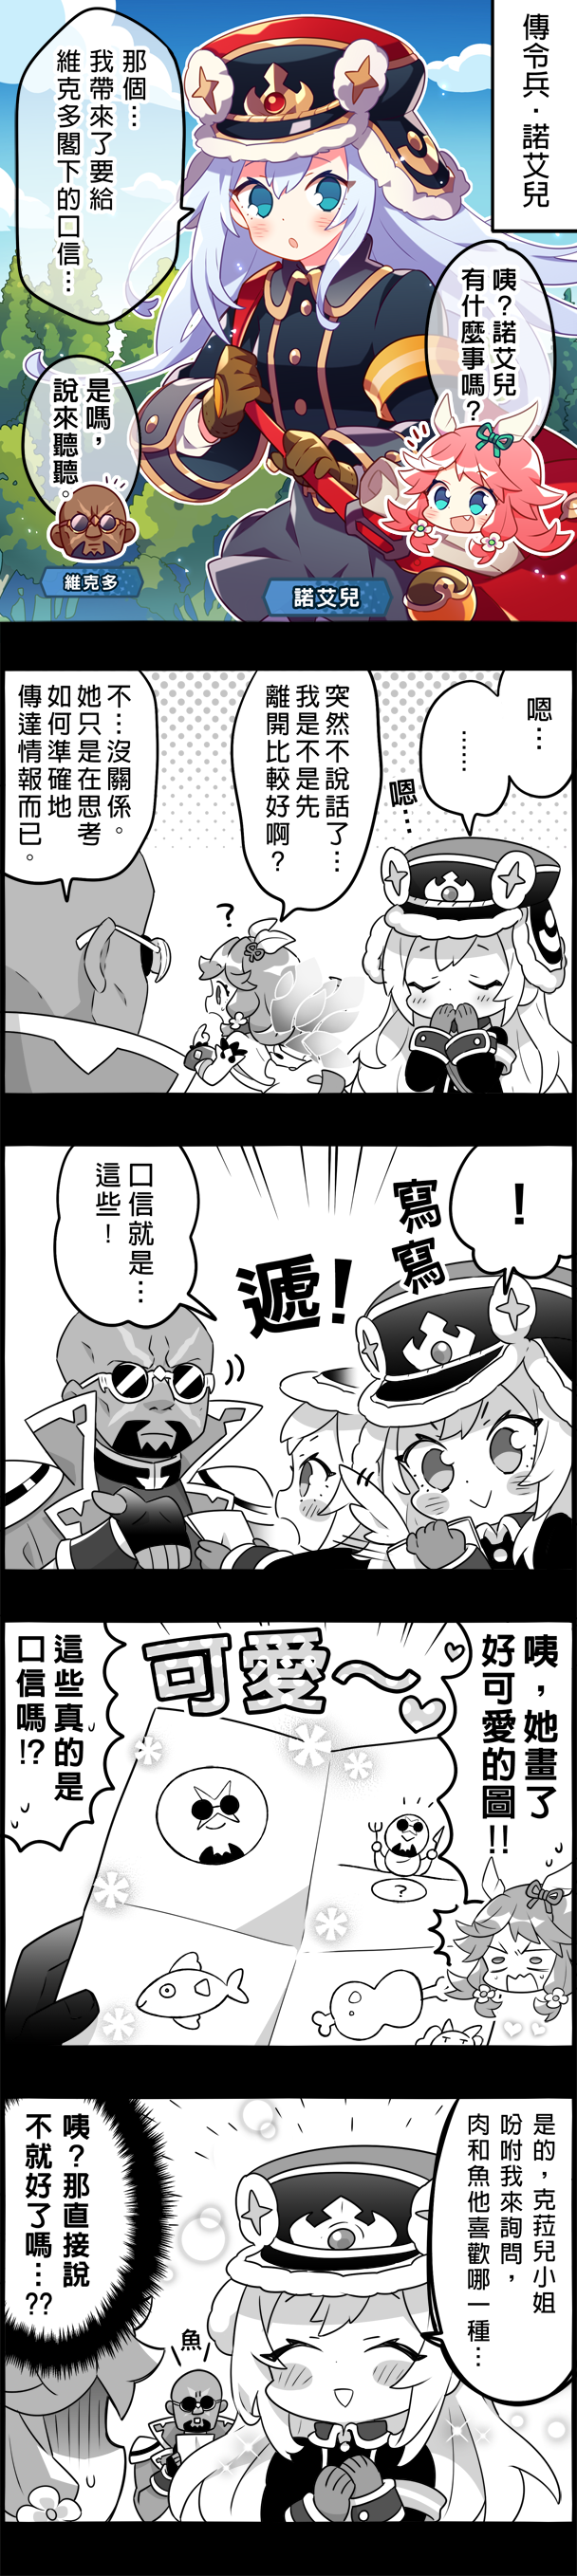 傳令兵．諾艾兒
那個…
我帶來了要給
維克多閣下的口信…
咦？諾艾兒
有什麼事嗎？
是嗎，
說來聽聽。
維克多
諾艾兒
嗯…
……
嗯…
突然不說話了…
我是不是先
離開比較好啊？
不…沒關係。
她只是在思考
如何準確地
傳達情報而已。
?
！
寫寫
遞！
口信就是…
這些！
咦，她畫了
好可愛的圖!!
可愛～
?
這些真的是
口信嗎!?
是的，克菈兒小姐
吩咐我來詢問，
肉和魚他喜歡哪一種…
魚
咦？那直接說
不就好了嗎…??